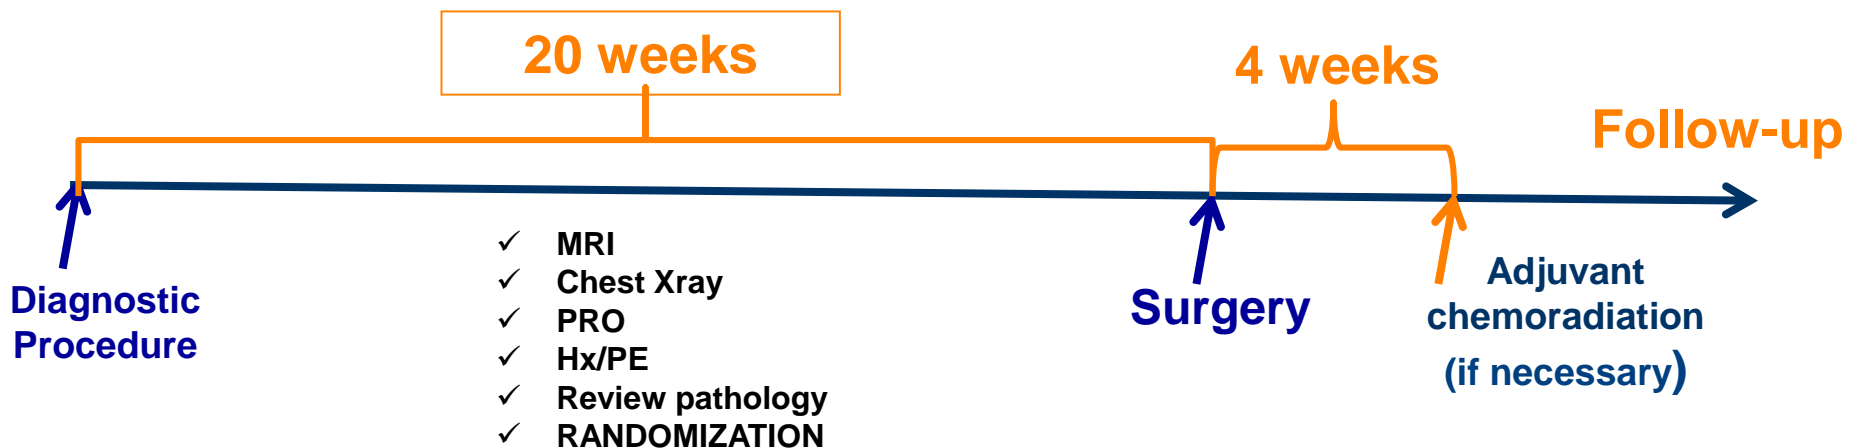 20 weeks
4 weeks
Follow-up
Diagnostic
Procedure
✓ MRI
✓ Chest Xray
✓ PRO
✓ Hx/PE
✓ Review pathology
✓ RANDOMIZATION
Surgery
Adjuvant
chemoradiation
(if necessary)